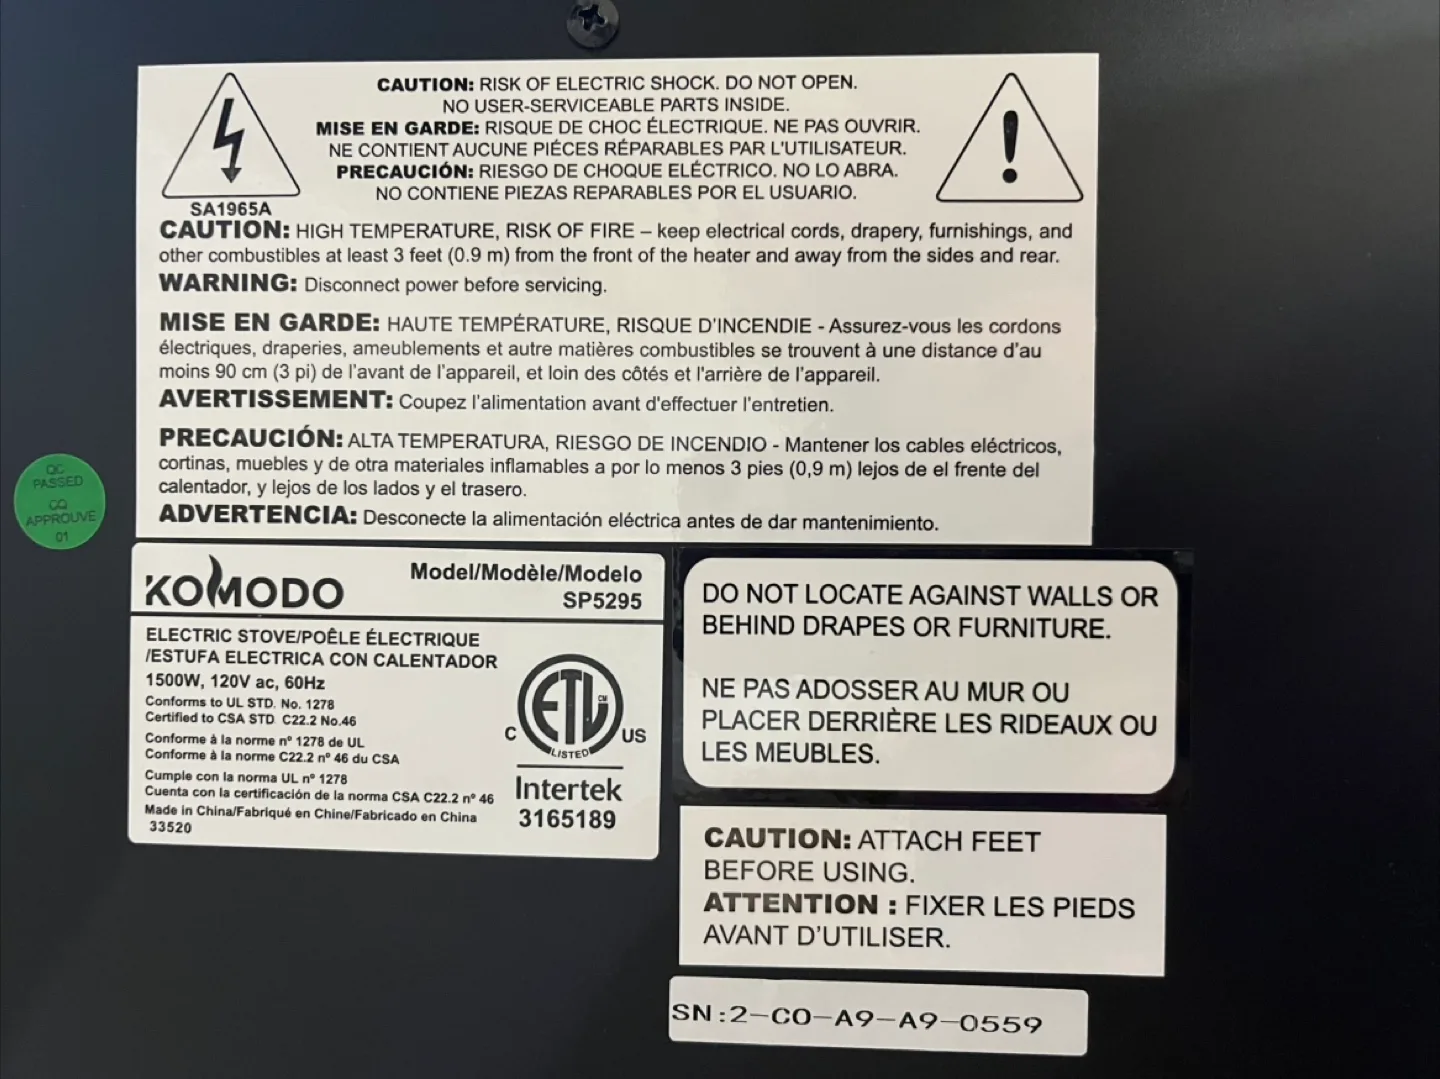 CAUTION: RISK OF ELECTRIC SHOCK. DO NOT OPEN.
NO USER-SERVICEABLE PARTS INSIDE.
MISE EN GARDE: RISQUE DE CHOC ÉLECTRIQUE. NE PAS OUVRIR.
NE CONTIENT AUCUNE PIÉCES RÉPARABLES PAR L'UTILISATEUR.
PRECAUCIÓN: RIESGO DE CHOQUE ELÉCTRICO. NO LO ABRA.
NO CONTIENE PIEZAS REPARABLES POR EL USUARIO.
SA1965A
CAUTION: HIGH TEMPERATURE, RISK OF FIRE – keep electrical cords, drapery, furnishings, and
other combustibles at least 3 feet (0.9 m) from the front of the heater and away from the sides and rear.
WARNING: Disconnect power before servicing.
MISE EN GARDE: HAUTE TEMPÉRATURE, RISQUE D'INCENDIE - Assurez-vous les cordons
électriques, draperies, ameublements et autre matières combustibles se trouvent à une distance d'au
moins 90 cm (3 pi) de l'avant de l'appareil, et loin des côtés et l'arrière de l'appareil.
AVERTISSEMENT: Coupez l'alimentation avant d'effectuer l'entretien.
PRECAUCIÓN: ALTA TEMPERATURA, RIESGO DE INCENDIO - Mantener los cables eléctricos,
cortinas, muebles y de otra materiales inflamables a por lo menos 3 pies (0,9 m) lejos de el frente del
calentador, y lejos de los lados y el trasero.
ADVERTENCIA: Desconecte la alimentación eléctrica antes de dar mantenimiento.
QC
PASSED
CQ
APPROUVE
01
KOMODO
Model/Modèle/Modelo
SP5295
ELECTRIC STOVE/POÊLE ÉLECTRIQUE
/ESTUFA ELECTRICA CON CALENTADOR
1500W, 120V ac, 60Hz
Conforms to UL STD. No. 1278
Certified to CSA STD C22.2 No.46
Conforme à la norme nº 1278 de UL
Conforme à la norme C22.2 nº 46 du CSA
Cumple con la norma UL nº 1278
Cuenta con la certificación de la norma CSA C22.2 nº 46
Made in China/Fabriqué en Chine/Fabricado en China
33520
ETL CM
LISTED
C US
Intertek
3165189
DO NOT LOCATE AGAINST WALLS OR
BEHIND DRAPES OR FURNITURE.
NE PAS ADOSSER AU MUR OU
PLACER DERRIÈRE LES RIDEAUX OU
LES MEUBLES.
CAUTION: ATTACH FEET
BEFORE USING.
ATTENTION : FIXER LES PIEDS
AVANT D'UTILISER.
SN:2-CO-A9-A9-0559